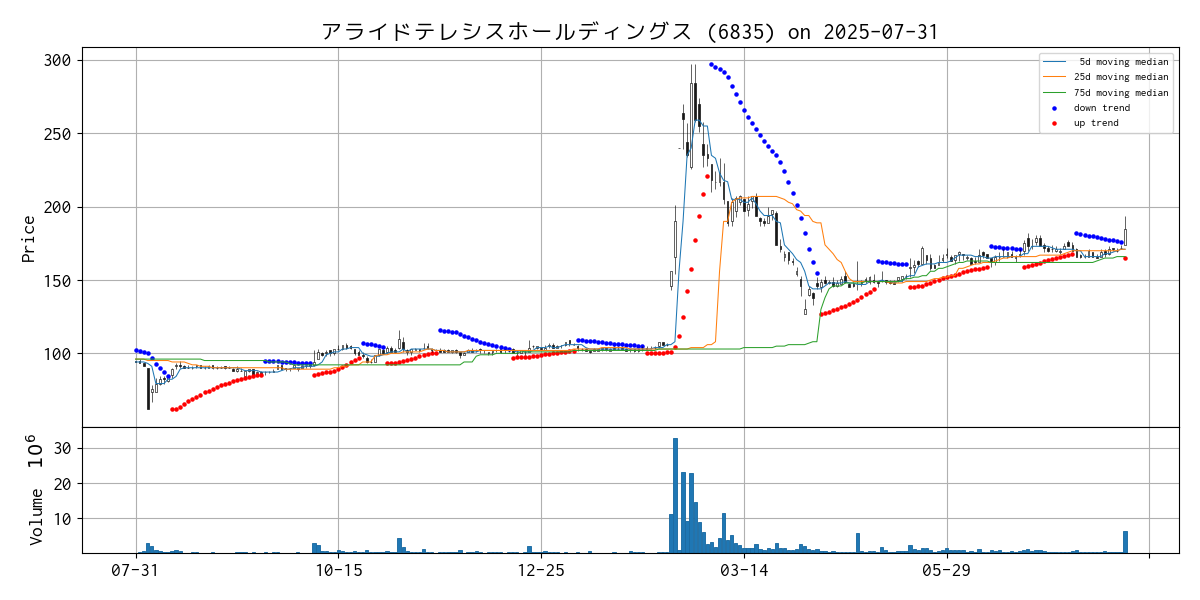 アライドテレシスホールディングス (6835) on 2025-07-31
300
250
200
150
100
Price
5d moving median
25d moving median
75d moving median
down trend
up trend
30
20
10
Volume 10^6
07-31
10-15
12-25
03-14
05-29